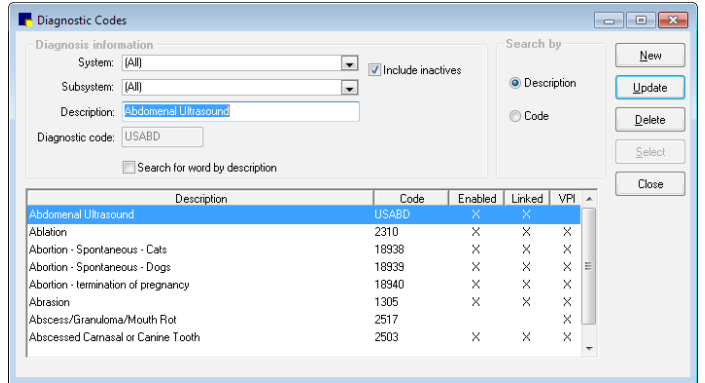 Diagnostic Codes
Diagnosis information
System: (All)
Include inactives
Subsystem: (All)
Description: Abdomenal Ultrasound
Diagnostic code: USABD
Search for word by description
Search by
Description
Code
New
Update
Delete
Select
Close
Description Code Enabled Linked VPI
Abdomenal Ultrasound USABD X X
Ablation 2310 X X X
Abortion - Spontaneous - Cats 18938 X X X
Abortion - Spontaneous - Dogs 18939 X X X
Abortion - termination of pregnancy 18940 X X X
Abrasion 1305 X X X
Abscess/Granuloma/Mouth Rot 2517 X
Abscessed Carnasal or Canine Tooth 2503 X X X